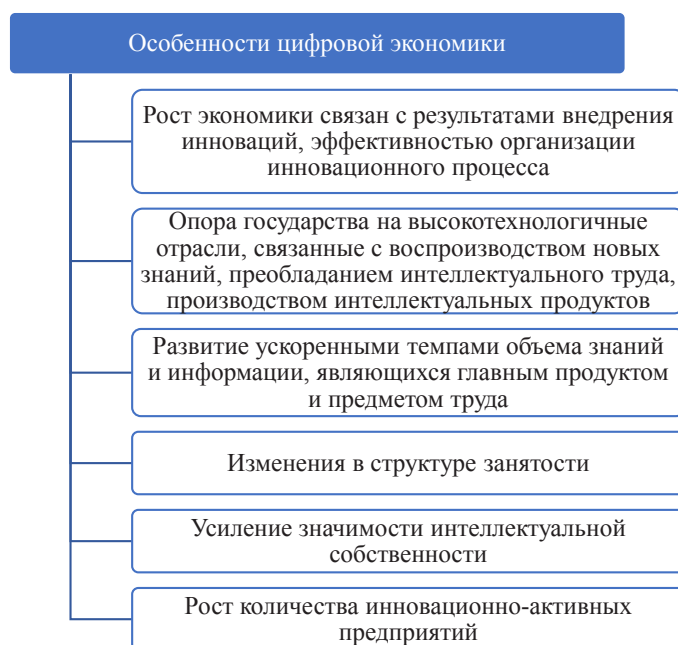 Особенности цифровой экономики
Рост экономики связан с результатами внедрения
инноваций, эффективностью организации
инновационного процесса
Опора государства на высокотехнологичные
отрасли, связанные с воспроизводством новых
знаний, преобладанием интеллектуального труда,
производством интеллектуальных продуктов
Развитие ускоренными темпами объема знаний
и информации, являющихся главным продуктом
и предметом труда
Изменения в структуре занятости
Усиление значимости интеллектуальной
собственности
Рост количества инновационно-активных
предприятий